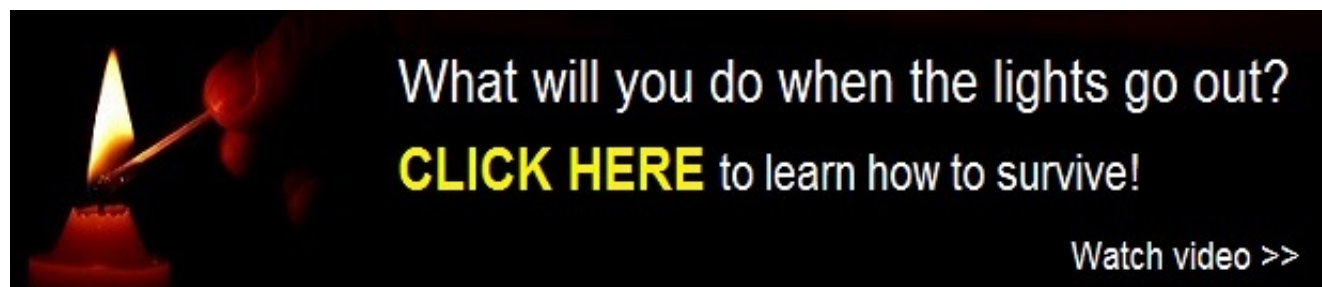 What will you do when the lights go out?
CLICK HERE to learn how to survive!
Watch video >>